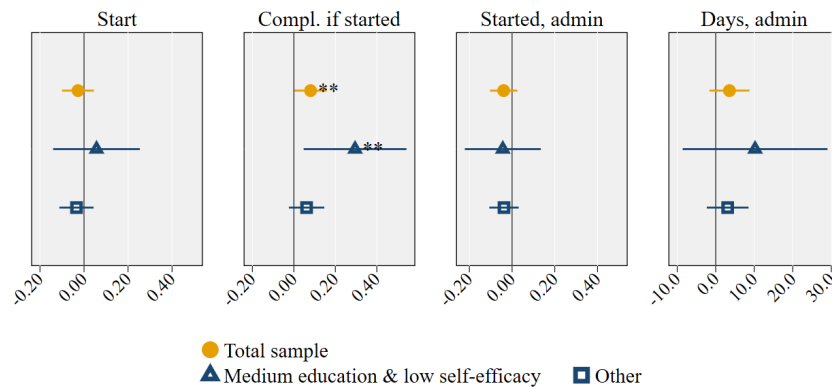 Start Compl. if started Started, admin Days, admin
**
**
-0.20 0.00 0.20 0.40 -0.20 0.00 0.20 0.40 -0.20 0.00 0.20 0.40 -10.0 0.0 10.0 20.0 30.0
Total sample
Medium education & low self-efficacy Other